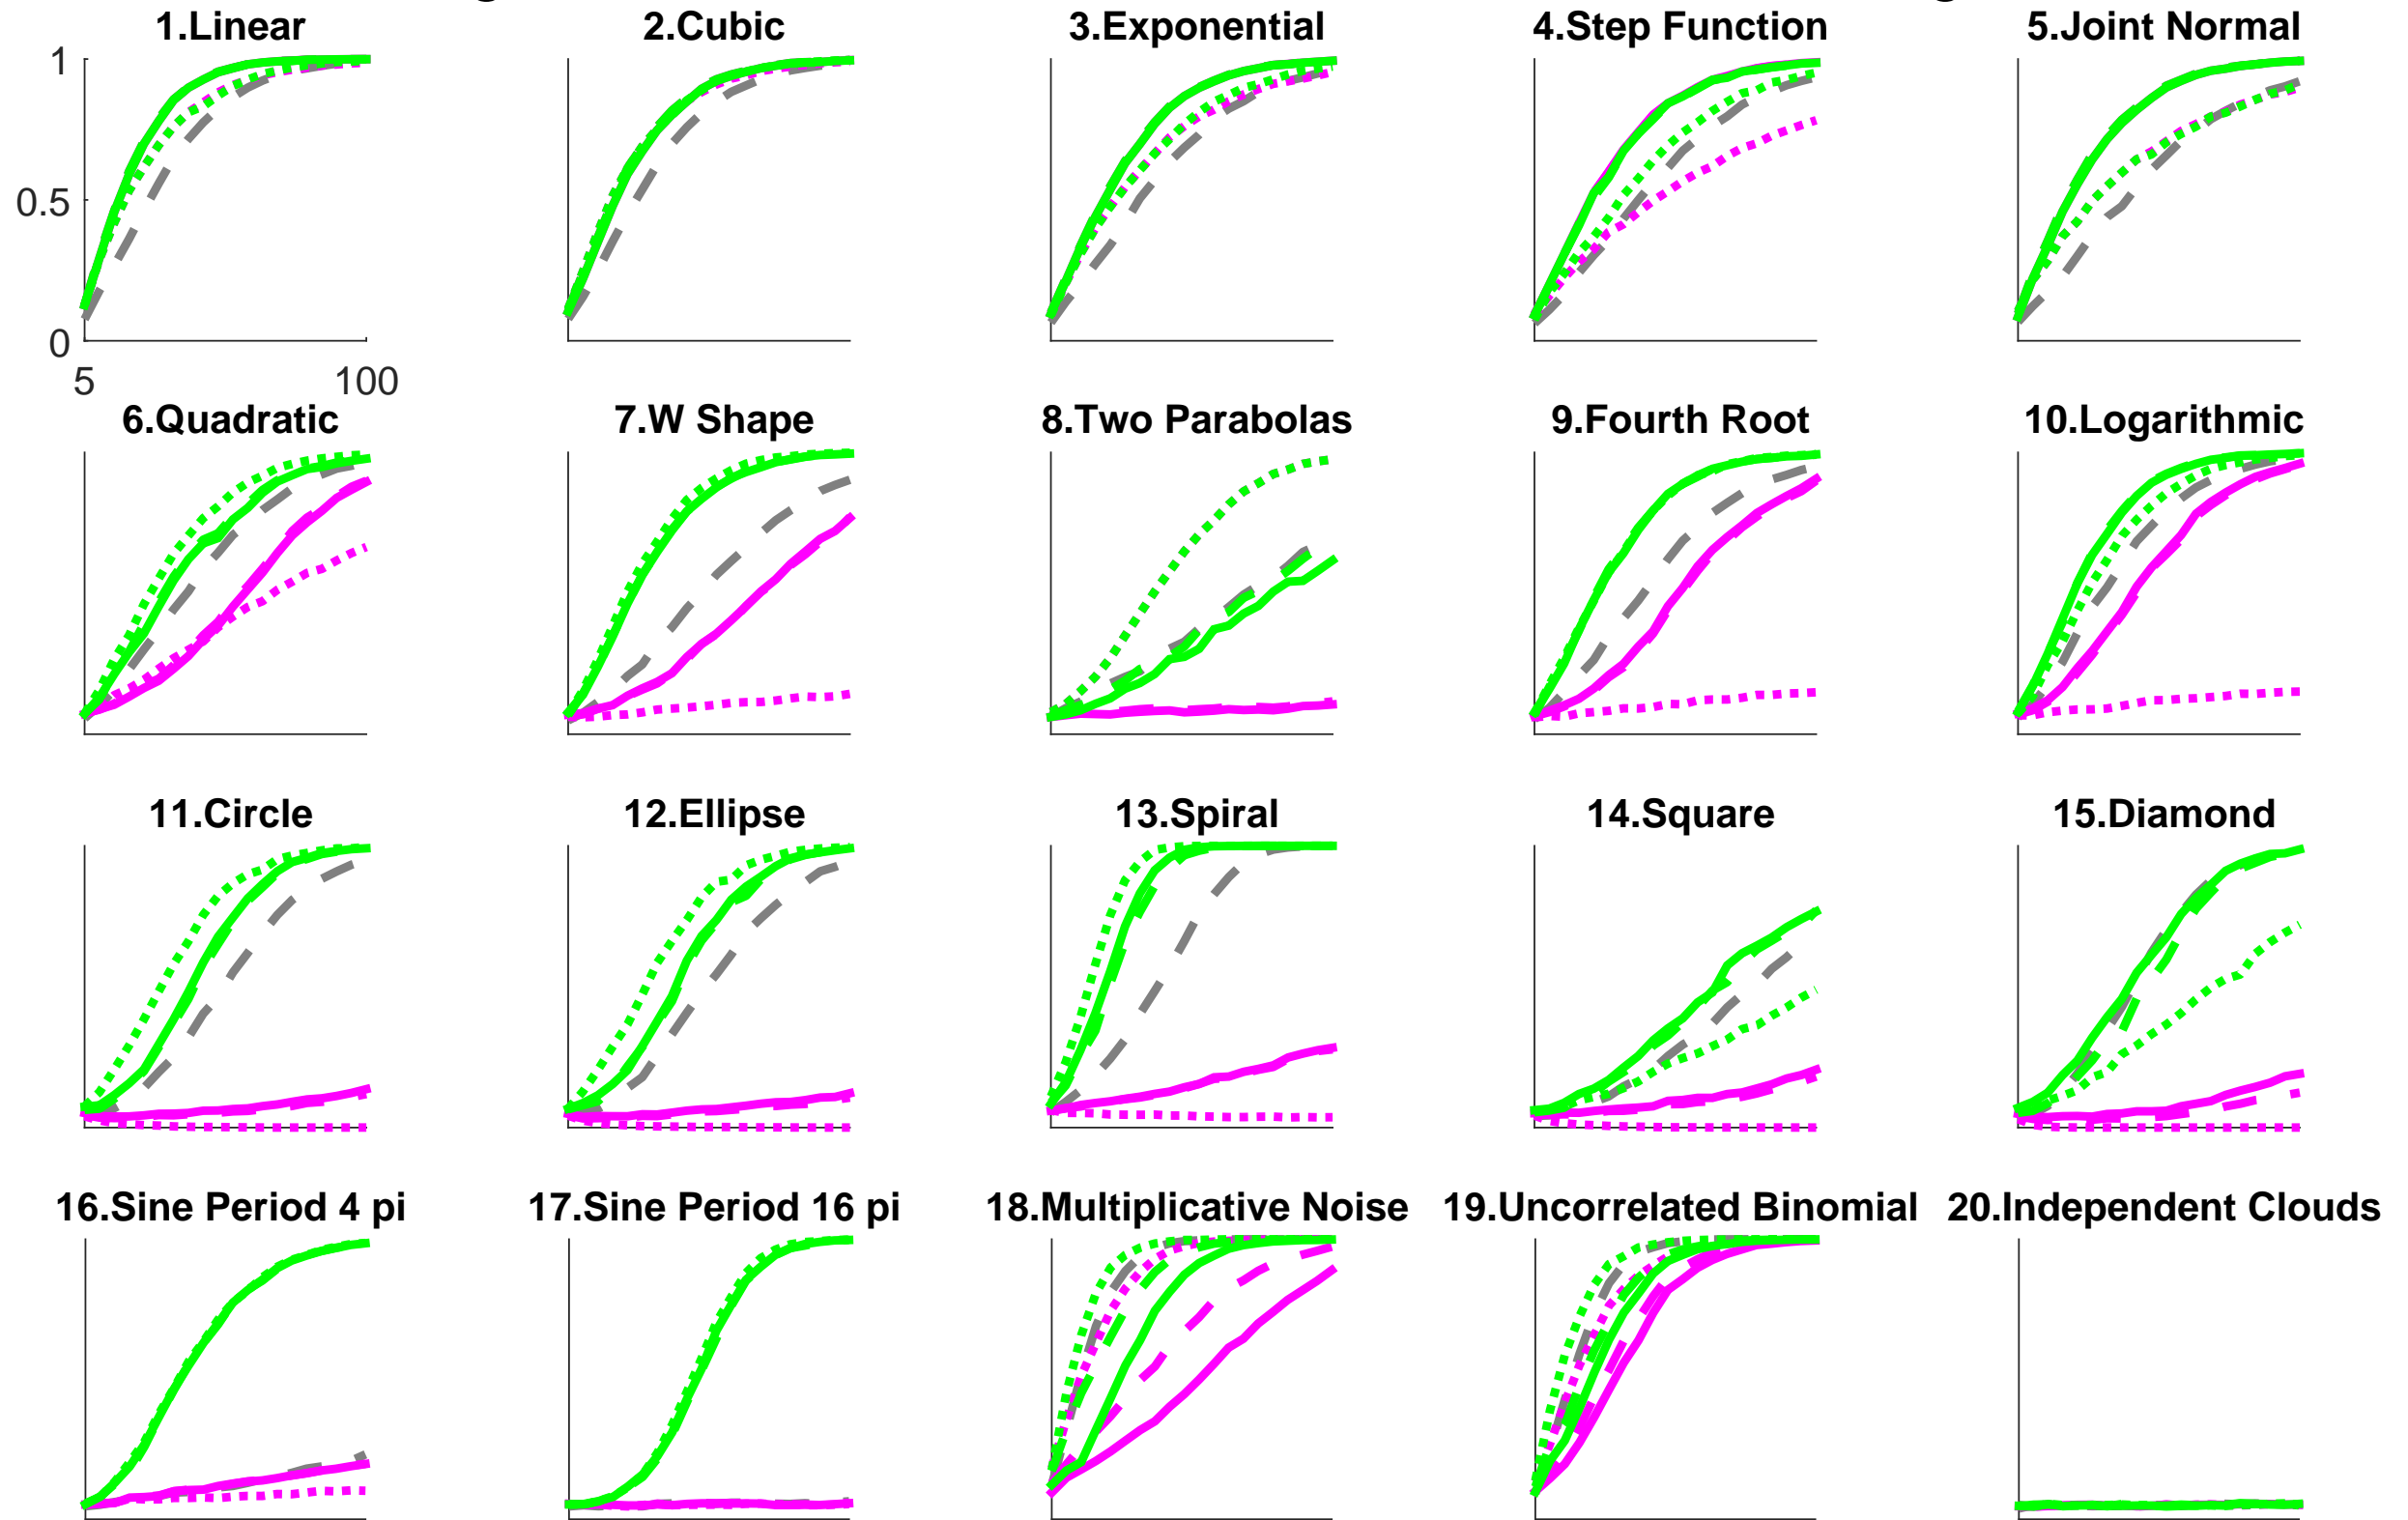 1.Linear
2.Cubic
3.Exponential
4.Step Function
5.Joint Normal
1
0.5
0
5
100
6.Quadratic
7.W Shape
8.Two Parabolas
9.Fourth Root
10.Logarithmic
11.Circle
12.Ellipse
13.Spiral
14.Square
15.Diamond
16.Sine Period 4 pi
17.Sine Period 16 pi
18.Multiplicative Noise
19.Uncorrelated Binomial
20.Independent Clouds